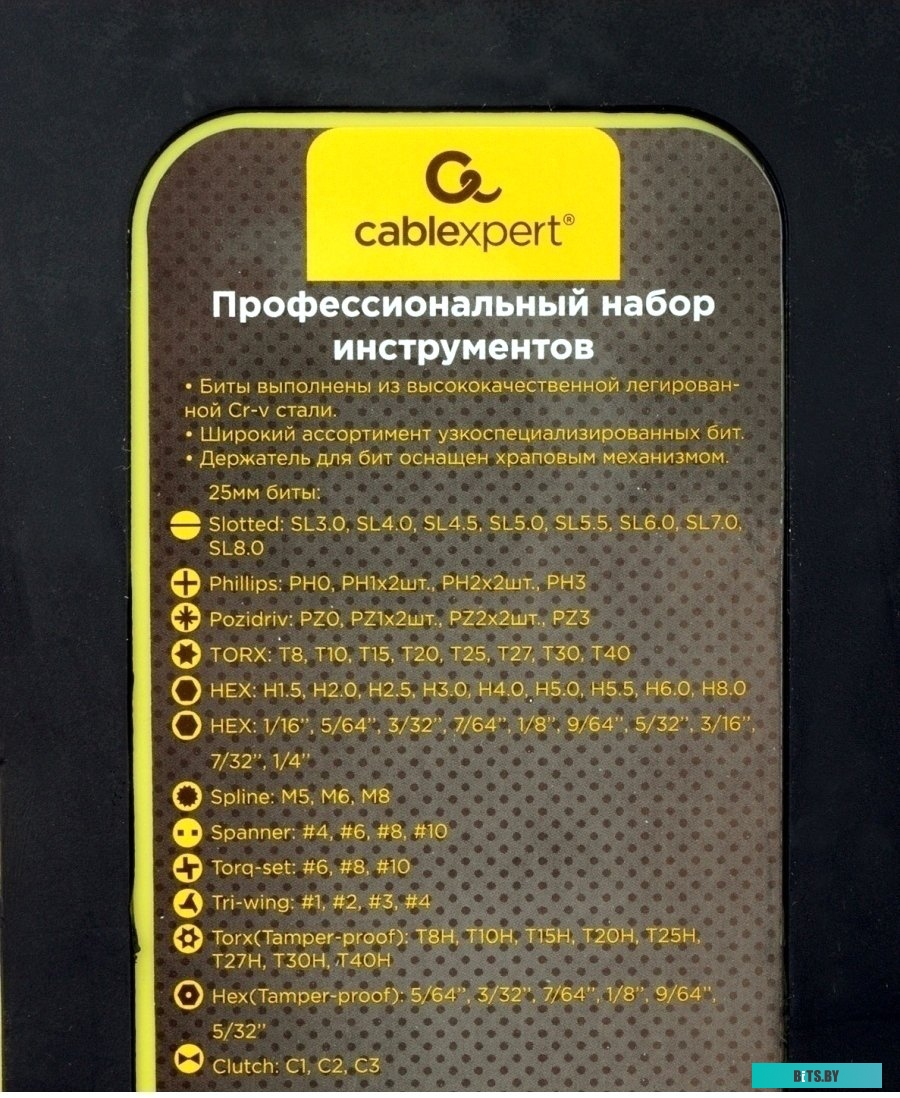 cablexpert®
Профессиональный набор
инструментов
• Биты выполнены из высококачественной легирован-
ной Cr-v стали.
• Широкий ассортимент узкоспециализированных бит.
• Держатель для бит оснащен храповым механизмом.
25мм биты:
Slotted: SL3.0, SL4.0, SL4.5, SL5.0, SL5.5, SL6.0, SL7.0,
SL8.0
Phillips: PH0, PH1x2шт., PH2x2шт., PH3
Pozidriv: PZ0, PZ1x2шт., PZ2x2шт., PZ3
TORX: T8, T10, T15, T20, T25, T27, T30, T40
HEX: H1.5, H2.0, H2.5, H3.0, H4.0, H5.0, H5.5, H6.0, H8.0
HEX: 1/16’’, 5/64’’, 3/32’’, 7/64’’, 1/8’’, 9/64’’, 5/32’’, 3/16’’,
7/32’’, 1/4’’
Spline: M5, M6, M8
Spanner: #4, #6, #8, #10
Torq-set: #6, #8, #10
Tri-wing: #1, #2, #3, #4
Torx(Tamper-proof): T8H, T10H, T15H, T20H, T25H,
T27H, T30H, T40H
Hex(Tamper-proof): 5/64’’, 3/32’’, 7/64’’, 1/8’’, 9/64’’,
5/32’’
Clutch: C1, C2, C3
BiTS.BY